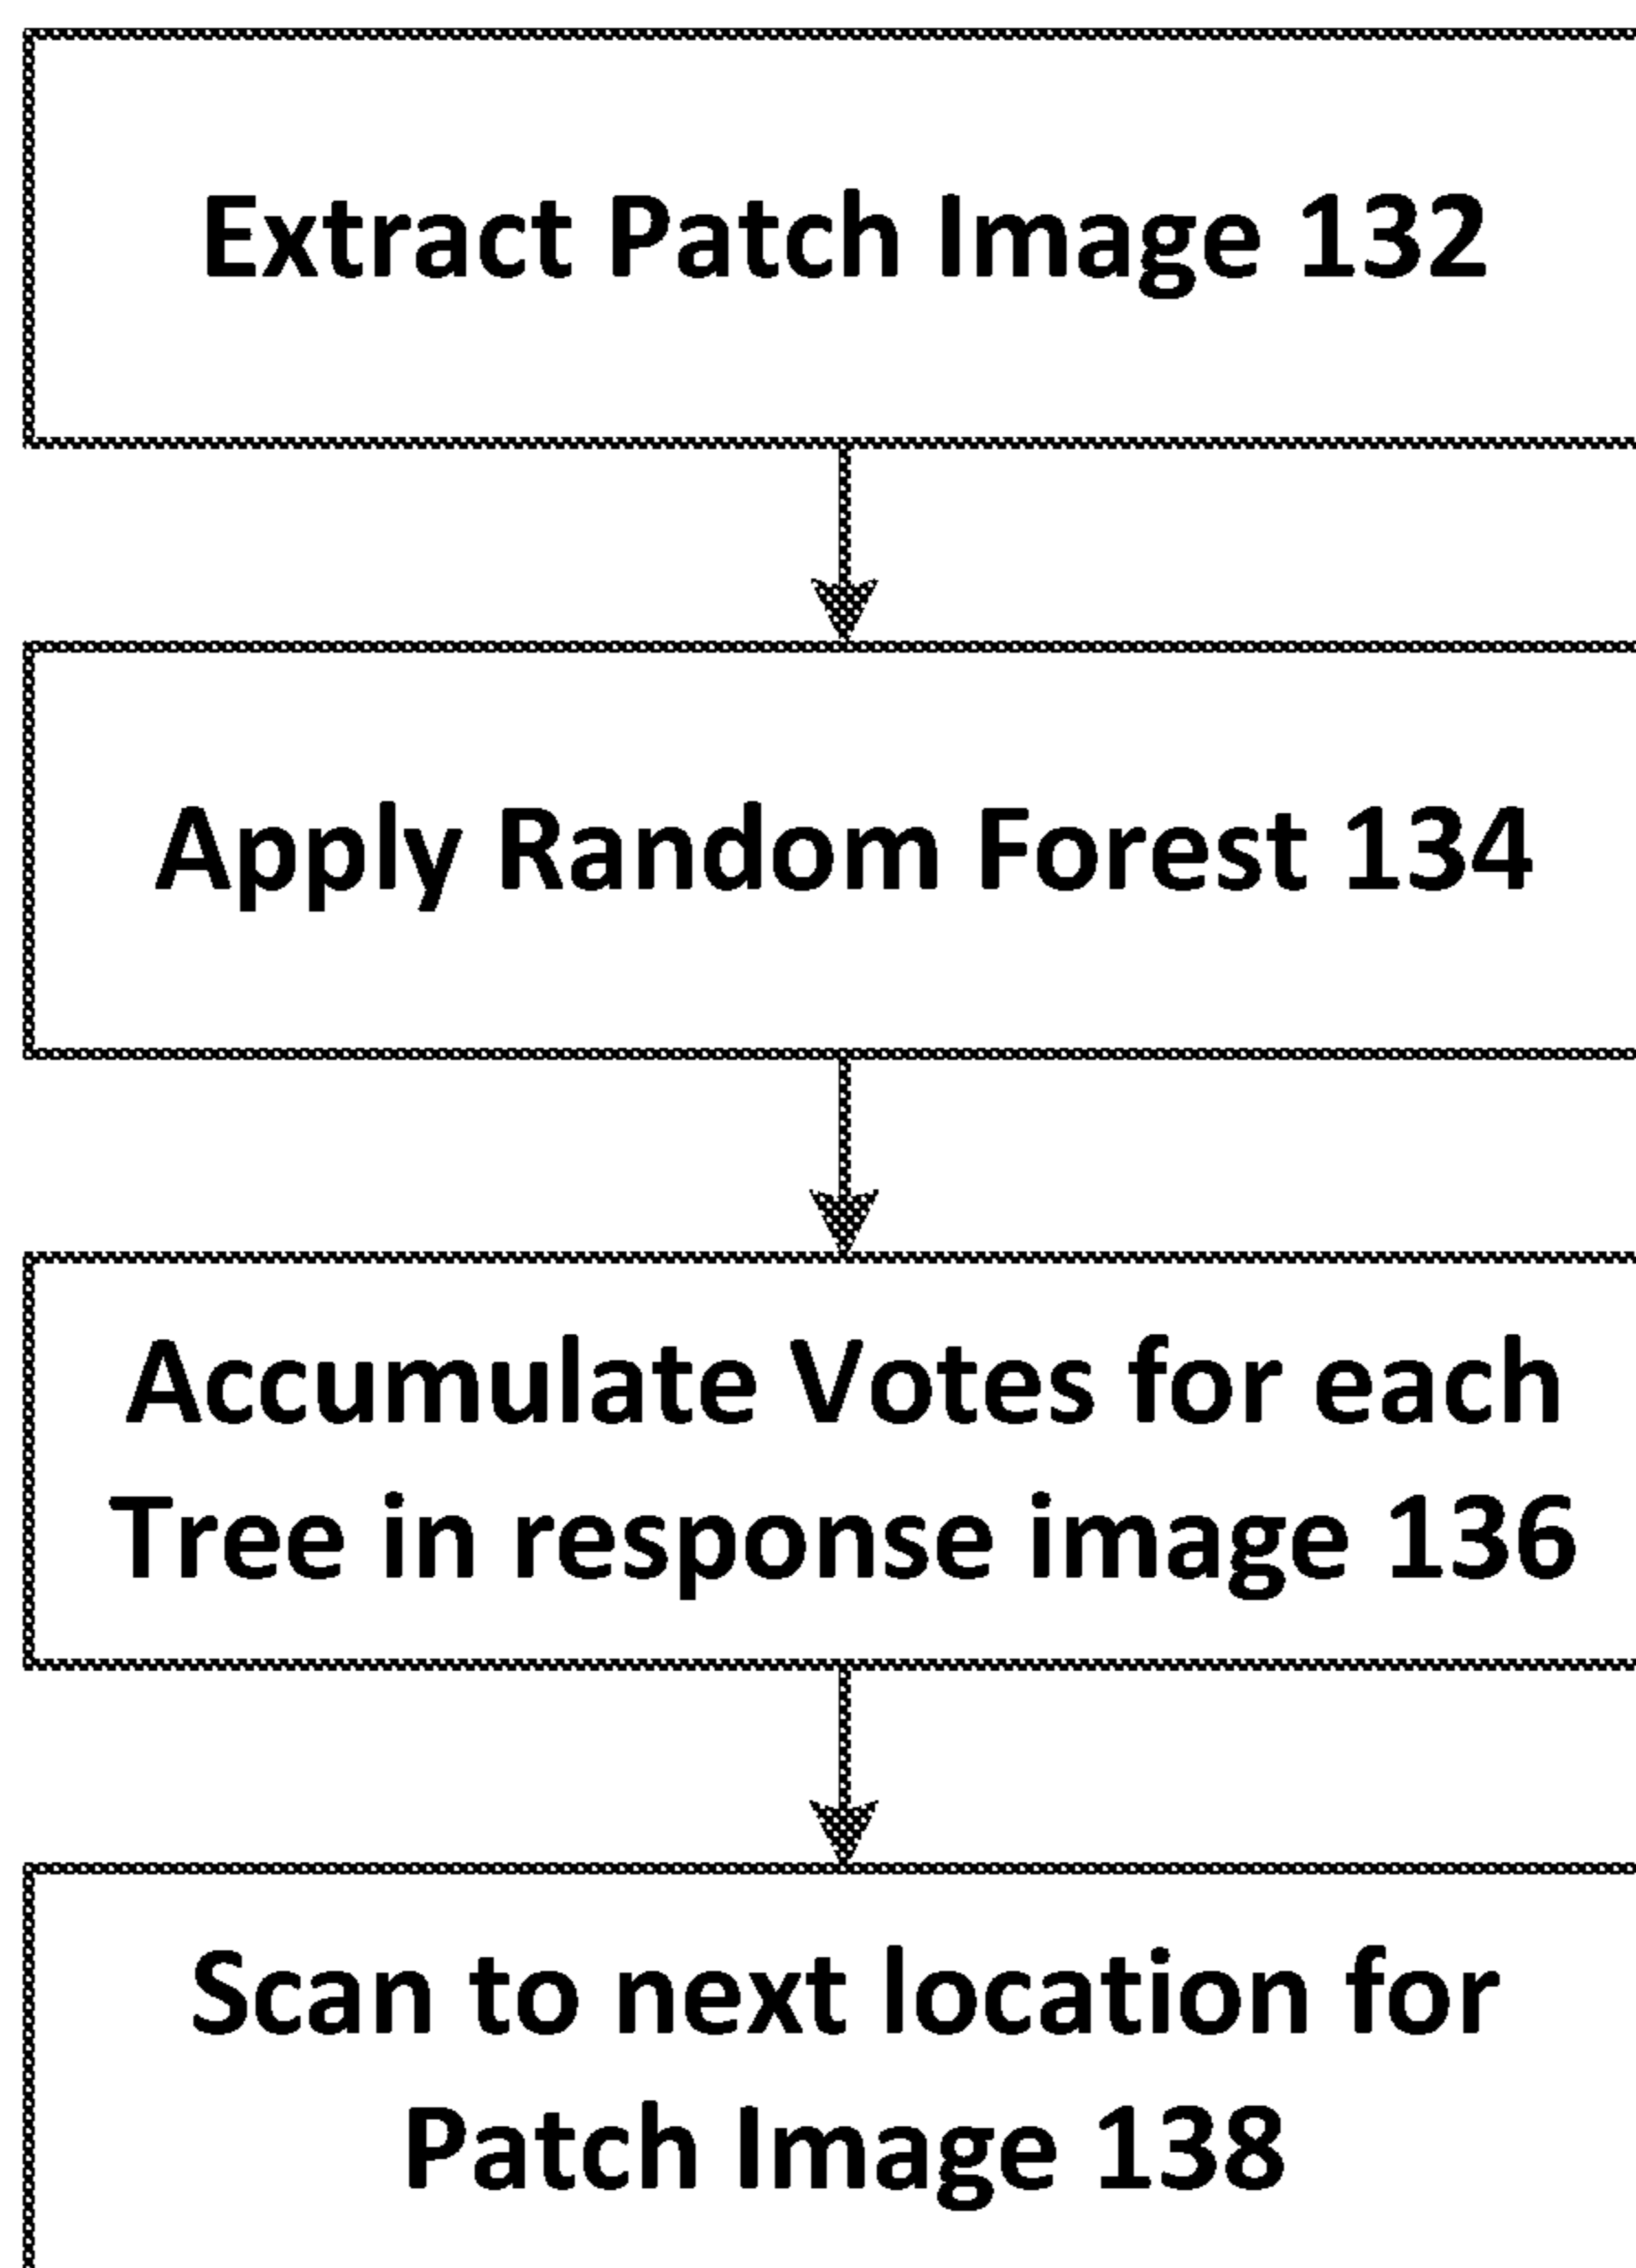 Extract Patch Image 132
Apply Random Forest 134
Accumulate Votes for each
Tree in response image 136
Scan to next location for
Patch Image 138